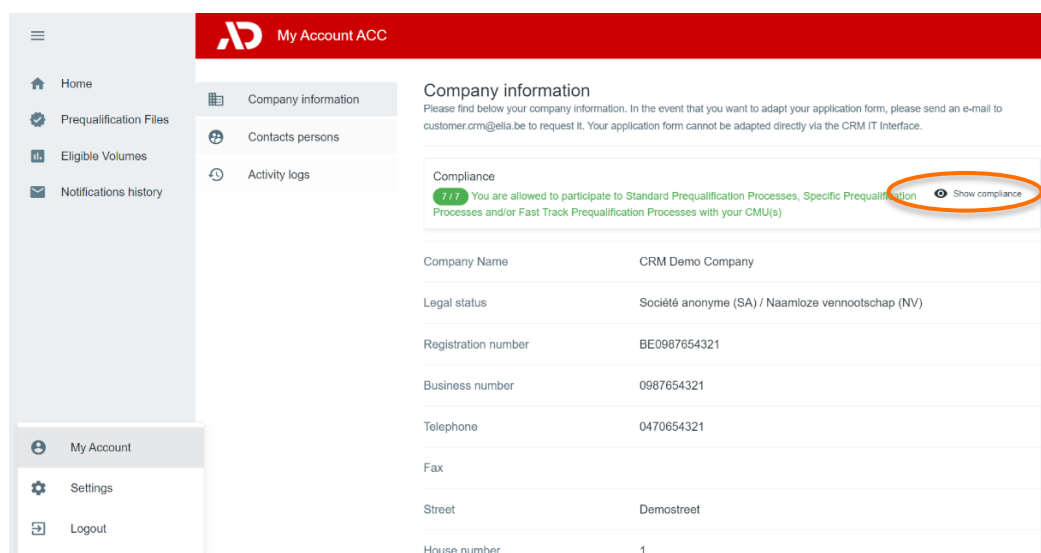 My Account ACC
Home
Prequalification Files
Eligible Volumes
Notifications history
My Account
Settings
Logout
Company information
Contacts persons
Activity logs
Company information
Please find below your company information. In the event that you want to adapt your application form, please send an e-mail to
customer.crm@elia.be to request it. Your application form cannot be adapted directly via the CRM IT Interface.
Compliance
7 / 7 You are allowed to participate to Standard Prequalification Processes, Specific Prequalification
Processes and/or Fast Track Prequalification Processes with your CMU(s)
Show compliance
Company Name CRM Demo Company
Legal status Société anonyme (SA) / Naamloze vennootschap (NV)
Registration number BE0987654321
Business number 0987654321
Telephone 0470654321
Fax
Street Demostreet
House number 1